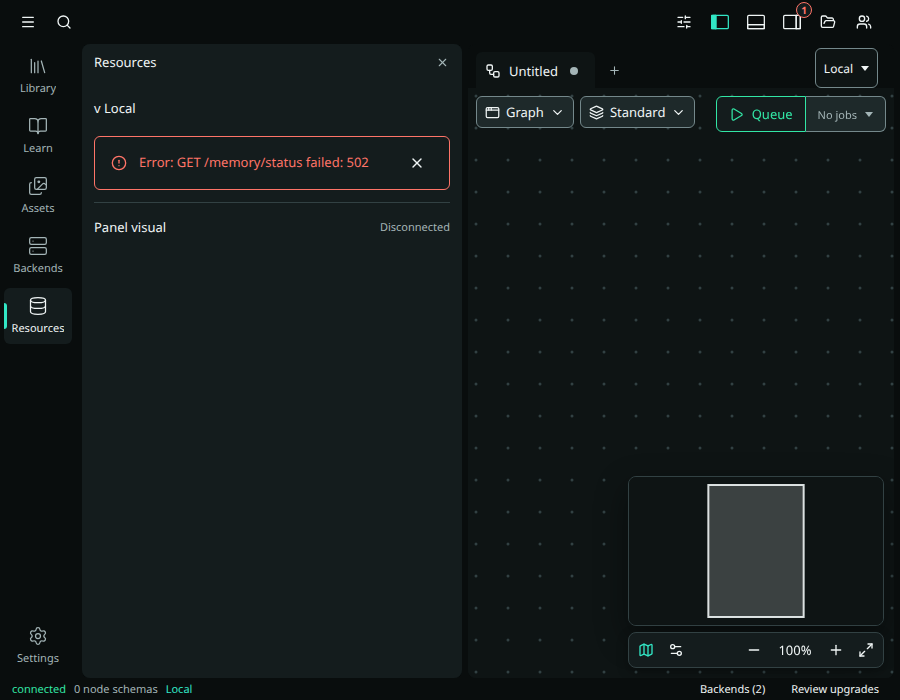 1
Library
Learn
Assets
Backends
Resources
Settings
Resources
v Local
Error: GET /memory/status failed: 502
Panel visual
Disconnected
Untitled
Local
Graph
Standard
Queue
No jobs
100%
connected
0 node schemas
Local
Backends (2)
Review upgrades